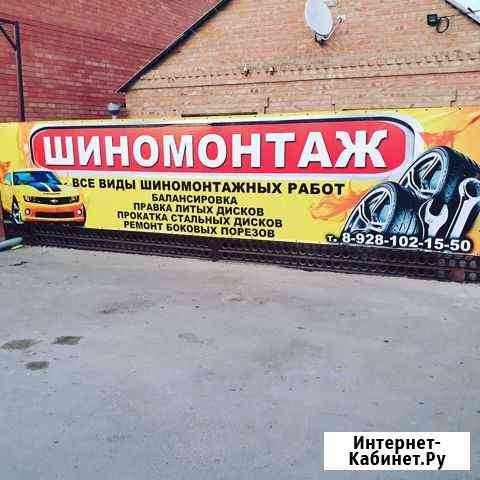 ШИНОМОНТАЖ
ВСЕ ВИДЫ ШИНОМОНТАЖНЫХ РАБОТ
БАЛАНСИРОВКА
ПРАВКА ЛИТЫХ ДИСКОВ
ПРОКАТКА СТАЛЬНЫХ ДИСКОВ
РЕМОНТ БОКОВЫХ ПОРЕЗОВ
т. 8-928-102-15-50
Интернет-
Кабинет.Ру